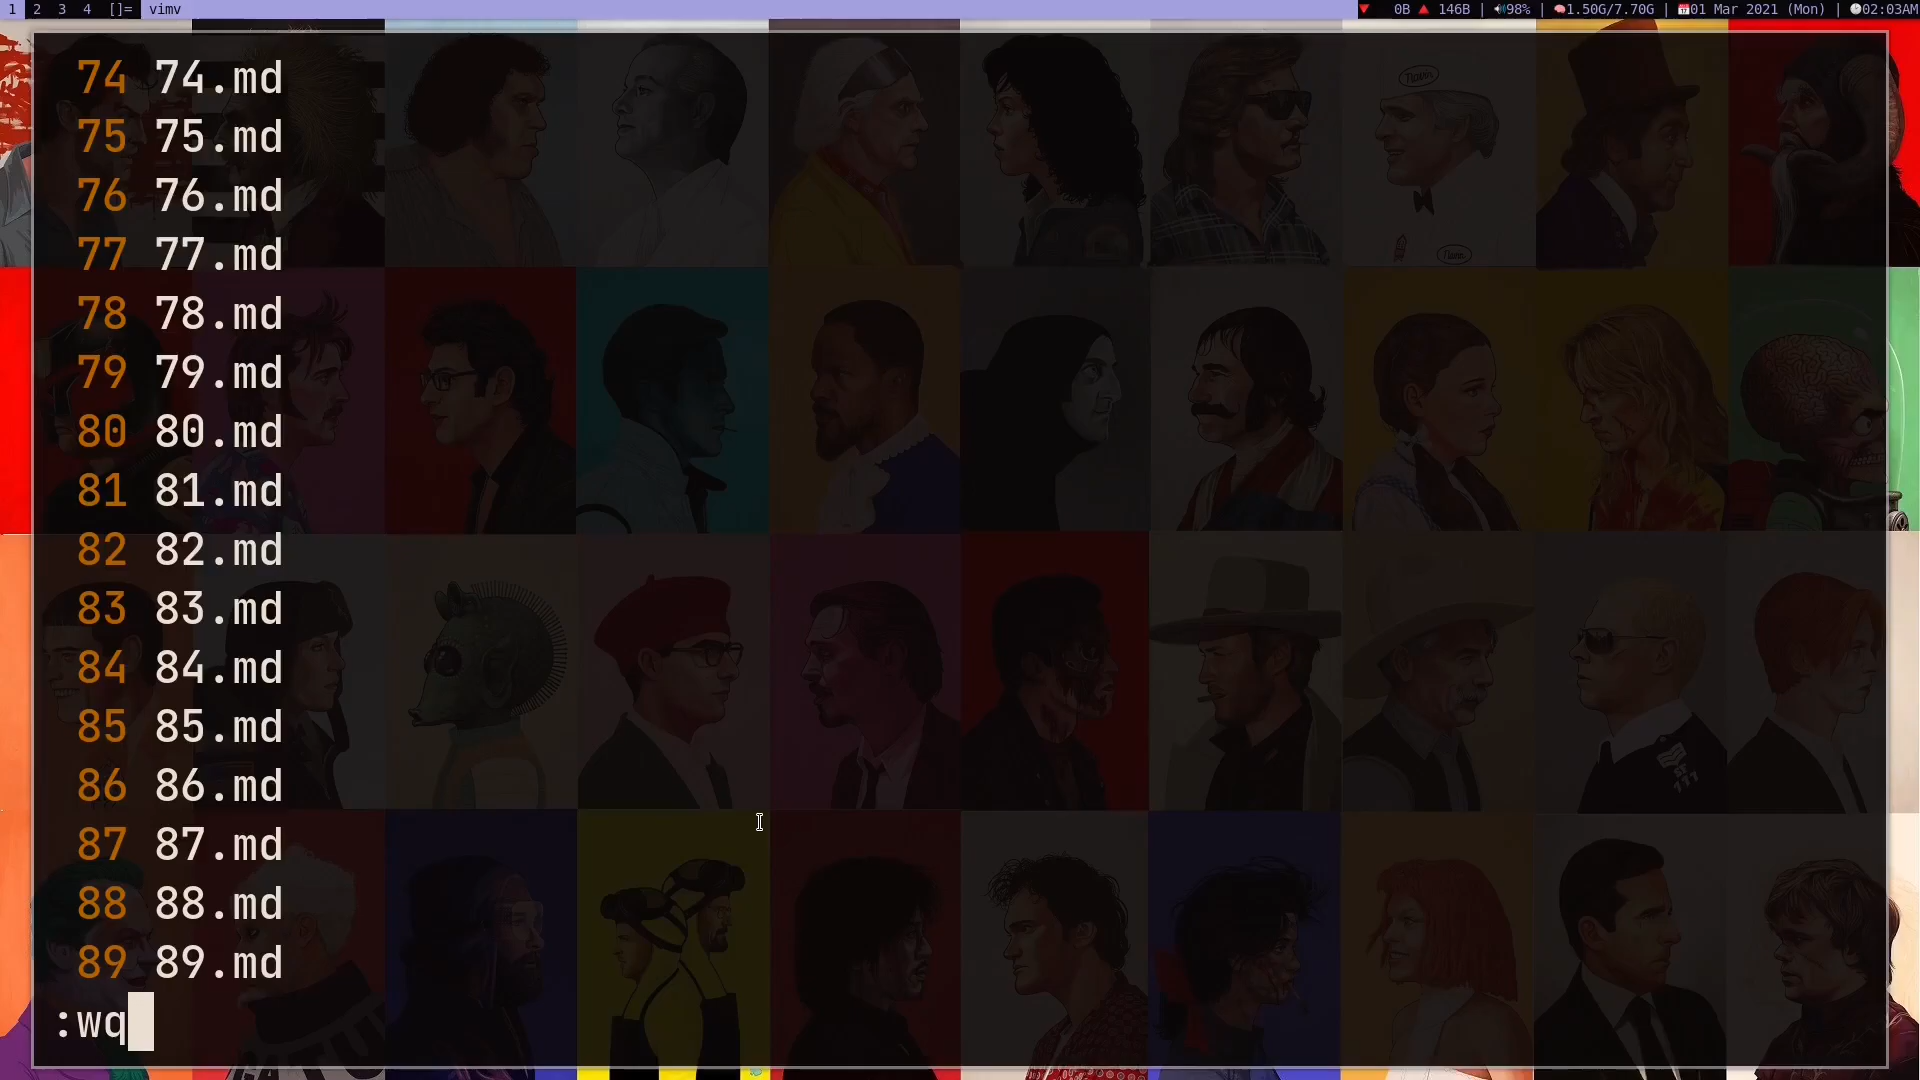 1 2 3 4 []= vimv
0B 146B | 98% | 1.50G/7.70G | 01 Mar 2021 (Mon) | 02:03AM
74 74.md
75 75.md
76 76.md
77 77.md
78 78.md
79 79.md
80 80.md
81 81.md
82 82.md
83 83.md
84 84.md
85 85.md
86 86.md
87 87.md
88 88.md
89 89.md
:wq